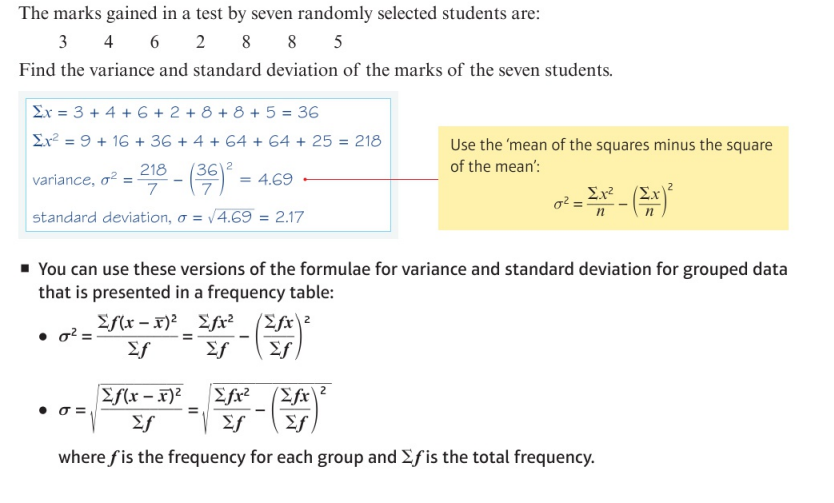 The marks gained in a test by seven randomly selected students are:
3 4 6 2 8 8 5
Find the variance and standard deviation of the marks of the seven students.
Σx = 3 + 4 + 6 + 2 + 8 + 8 + 5 = 36
Σx² = 9 + 16 + 36 + 4 + 64 + 64 + 25 = 218
variance, σ² = 218/7 − (36/7)² = 4.69
standard deviation, σ = √4.69 = 2.17
Use the ‘mean of the squares minus the square
of the mean’:
σ² = Σx²/n − (Σx/n)²
■ You can use these versions of the formulae for variance and standard deviation for grouped data
that is presented in a frequency table:
• σ² = Σf(x − x̄)²/Σf = Σfx²/Σf − (Σfx/Σf)²
• σ = √(Σf(x − x̄)²/Σf) = √(Σfx²/Σf − (Σfx/Σf)²)
where f is the frequency for each group and Σf is the total frequency.